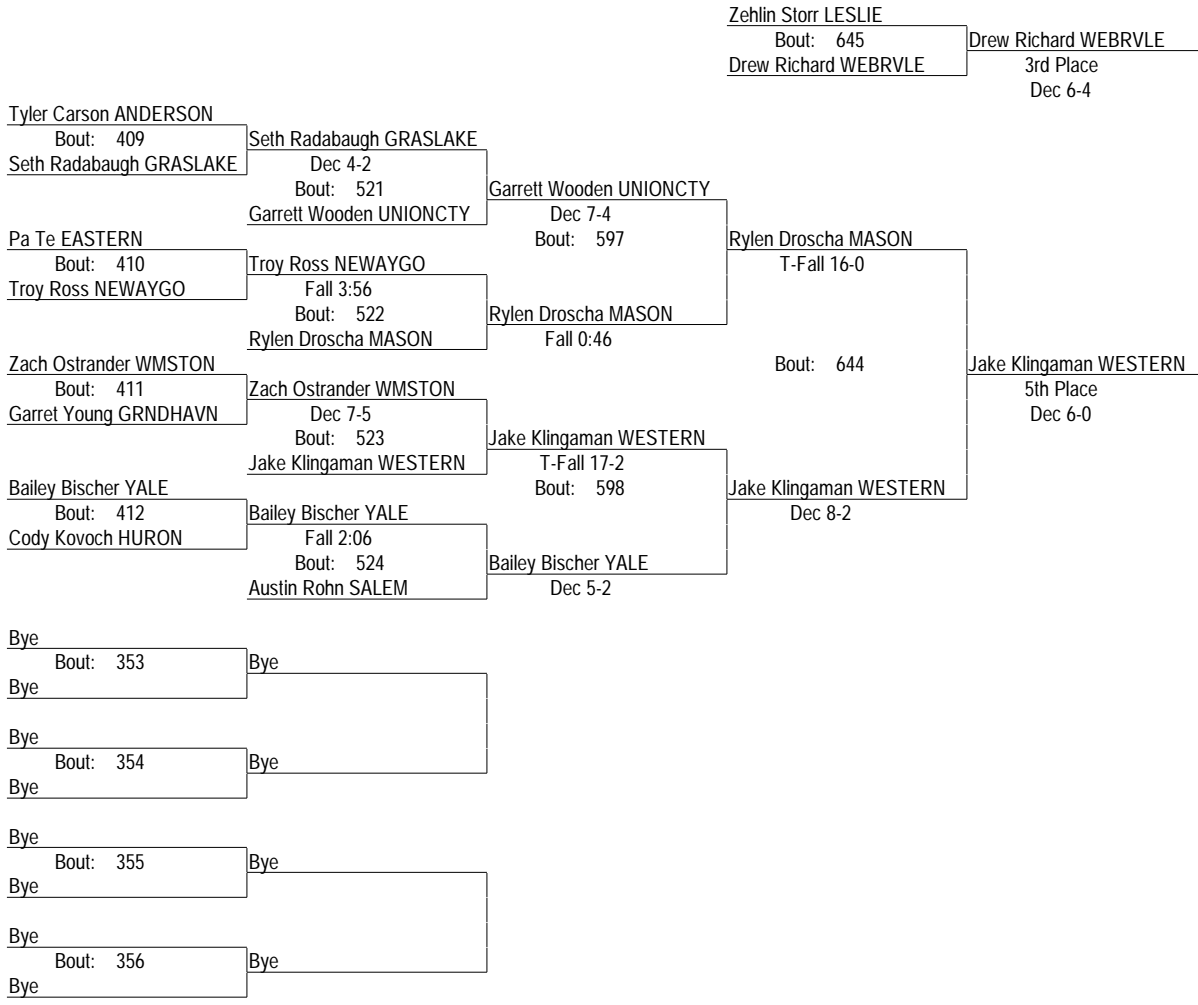 Zehlin Storr LESLIE
Bout: 645
Drew Richard WEBRVLE
Drew Richard WEBRVLE
3rd Place
Dec 6-4
Tyler Carson ANDERSON
Bout: 409
Seth Radabaugh GRASLAKE
Seth Radabaugh GRASLAKE
Dec 4-2
Bout: 521
Garrett Wooden UNIONCTY
Garrett Wooden UNIONCTY
Dec 7-4
Bout: 597
Pa Te EASTERN
Bout: 410
Troy Ross NEWAYGO
Troy Ross NEWAYGO
Fall 3:56
Bout: 522
Rylen Droscha MASON
Rylen Droscha MASON
Fall 0:46
Rylen Droscha MASON
T-Fall 16-0
Bout: 644
Jake Klingaman WESTERN
5th Place
Dec 6-0
Zach Ostrander WMSTON
Bout: 411
Garret Young GRNDHAVN
Zach Ostrander WMSTON
Dec 7-5
Bout: 523
Jake Klingaman WESTERN
Jake Klingaman WESTERN
T-Fall 17-2
Bout: 598
Jake Klingaman WESTERN
Dec 8-2
Bailey Bischer YALE
Bout: 412
Cody Kovoch HURON
Bailey Bischer YALE
Fall 2:06
Bout: 524
Austin Rohn SALEM
Bailey Bischer YALE
Dec 5-2
Bye
Bout: 353
Bye
Bye
Bye
Bout: 354
Bye
Bye
Bye
Bout: 355
Bye
Bye
Bye
Bout: 356
Bye
Bye